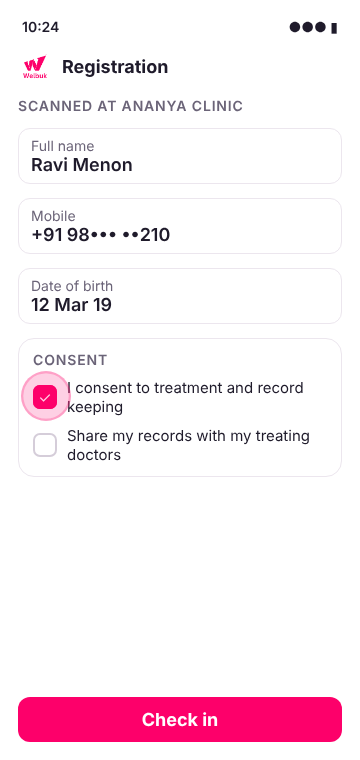 10:24
Welbuk
Registration
SCANNED AT ANANYA CLINIC
Full name
Ravi Menon
Mobile
+91 98••• ••210
Date of birth
12 Mar 19
CONSENT
I consent to treatment and record
keeping
Share my records with my treating
doctors
Check in